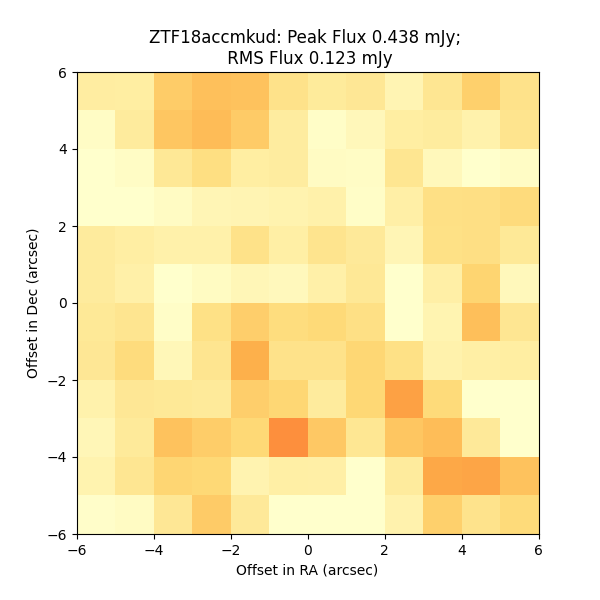 ZTF18accmkud: Peak Flux 0.438 mJy;
RMS Flux 0.123 mJy
6
4
2
0
−2
−4
−6
Offset in Dec (arcsec)
−6 −4 −2 0 2 4 6
Offset in RA (arcsec)